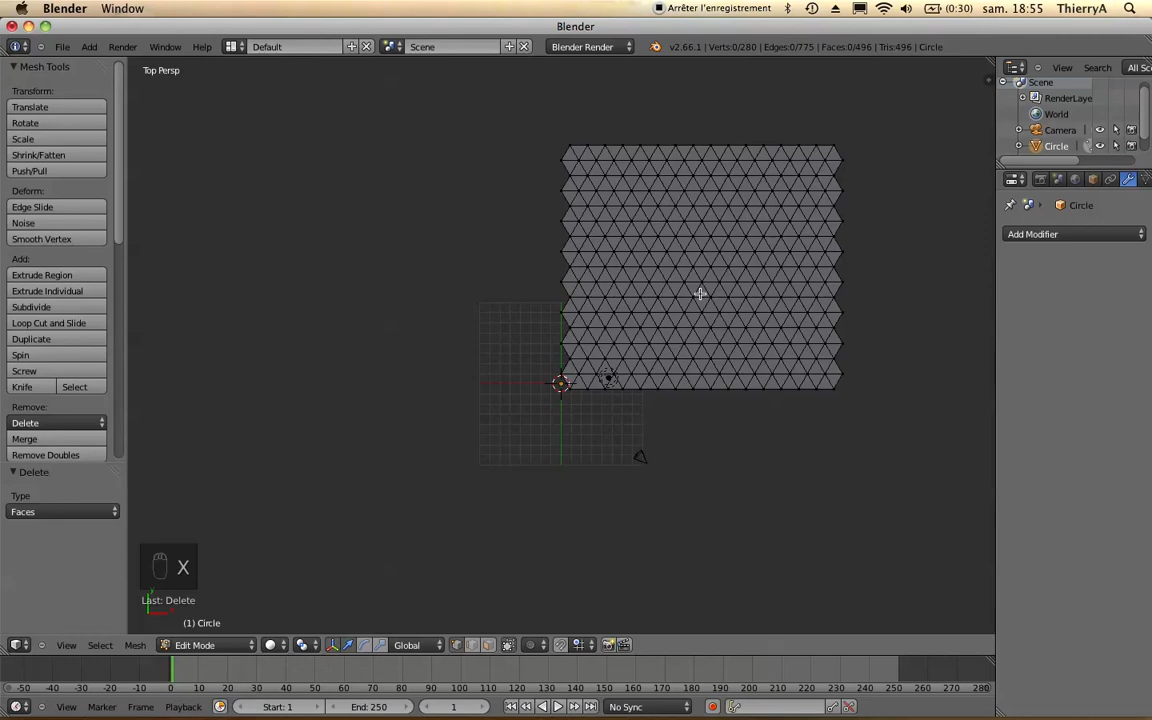 Blender Window Arrêter l'enregistrement (0:30) sam. 18:55 ThierryA
Blender
File Add Render Window Help Default Scene Blender Render v2.66.1 | Verts:0/280 | Edges:0/775 | Faces:0/496 | Tris:496 | Circle
View Search All Sce
Mesh Tools
Transform:
Translate
Rotate
Scale
Shrink/Fatten
Push/Pull
Deform:
Edge Slide
Noise
Smooth Vertex
Add:
Extrude Region
Extrude Individual
Subdivide
Loop Cut and Slide
Duplicate
Spin
Screw
Knife Select
Remove:
Delete
Merge
Remove Doubles
Delete
Type
Faces
Top Persp
X
Last: Delete
(1) Circle
Scene
RenderLaye
World
Camera
Circle
Circle
Add Modifier
View Select Mesh Edit Mode Global
-50 -40 -30 -20 -10 0 10 20 30 40 50 60 70 80 90 100 110 120 130 140 150 160 170 180 190 200 210 220 230 240 250 260 270 280
View Marker Frame Playback Start: 1 End: 250 1 No Sync